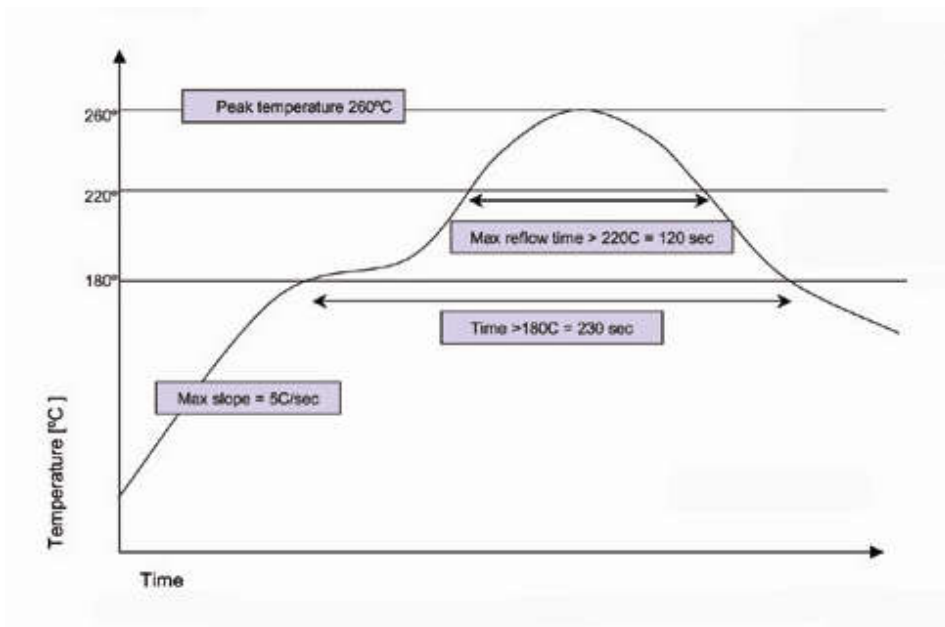 Peak temperature 260ºC
260º
220º
Max reflow time > 220C = 120 sec
180º
Time >180C = 230 sec
Max slope = 5C/sec
Temperature [ºC ]
Time